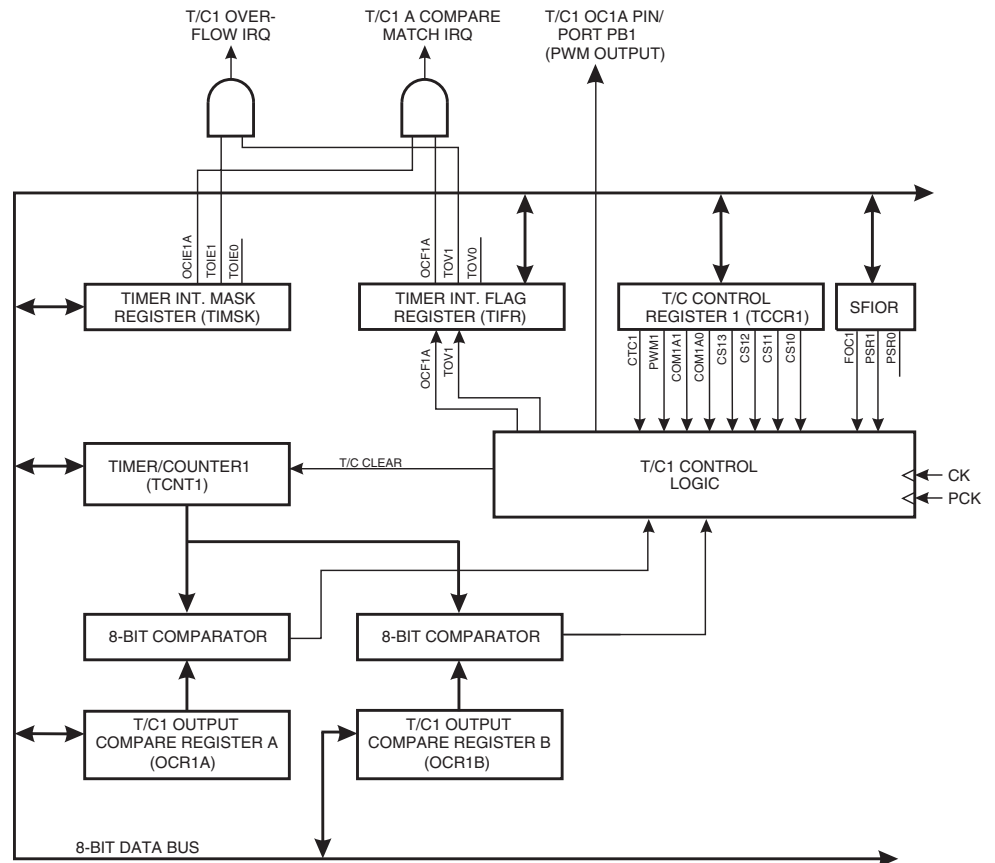 T/C1 OVER-
FLOW IRQ
T/C1 A COMPARE
MATCH IRQ
T/C1 OC1A PIN/
PORT PB1
(PWM OUTPUT)
OCIE1A
TOIE1
TOIE0
OCF1A
TOV1
TOV0
TIMER INT. MASK
REGISTER (TIMSK)
TIMER INT. FLAG
REGISTER (TIFR)
T/C CONTROL
REGISTER 1 (TCCR1)
SFIOR
OCF1A
TOV1
CTC1
PWM1
COM1A1
COM1A0
CS13
CS12
CS11
CS10
FOC1
PSR1
PSR0
TIMER/COUNTER1
(TCNT1)
T/C CLEAR
T/C1 CONTROL
LOGIC
CK
PCK
8-BIT COMPARATOR
8-BIT COMPARATOR
T/C1 OUTPUT
COMPARE REGISTER A
(OCR1A)
T/C1 OUTPUT
COMPARE REGISTER B
(OCR1B)
8-BIT DATA BUS